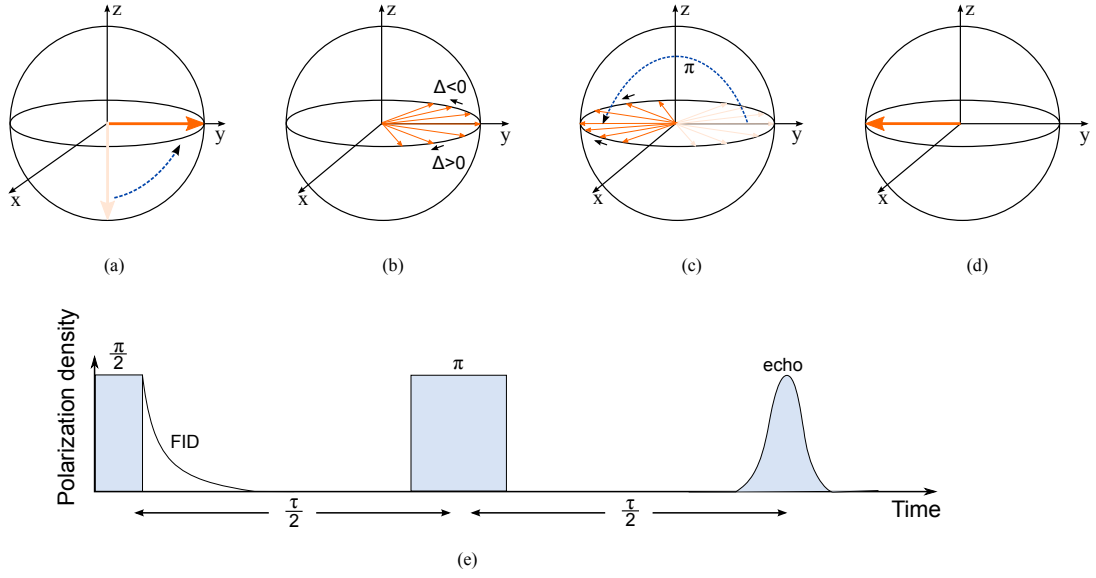 z
y
x
(a)
z
Δ<0
y
Δ>0
x
(b)
z
π
y
x
(c)
z
y
x
(d)
Polarization density
π
2
FID
π
echo
τ
2
τ
2
Time
(e)